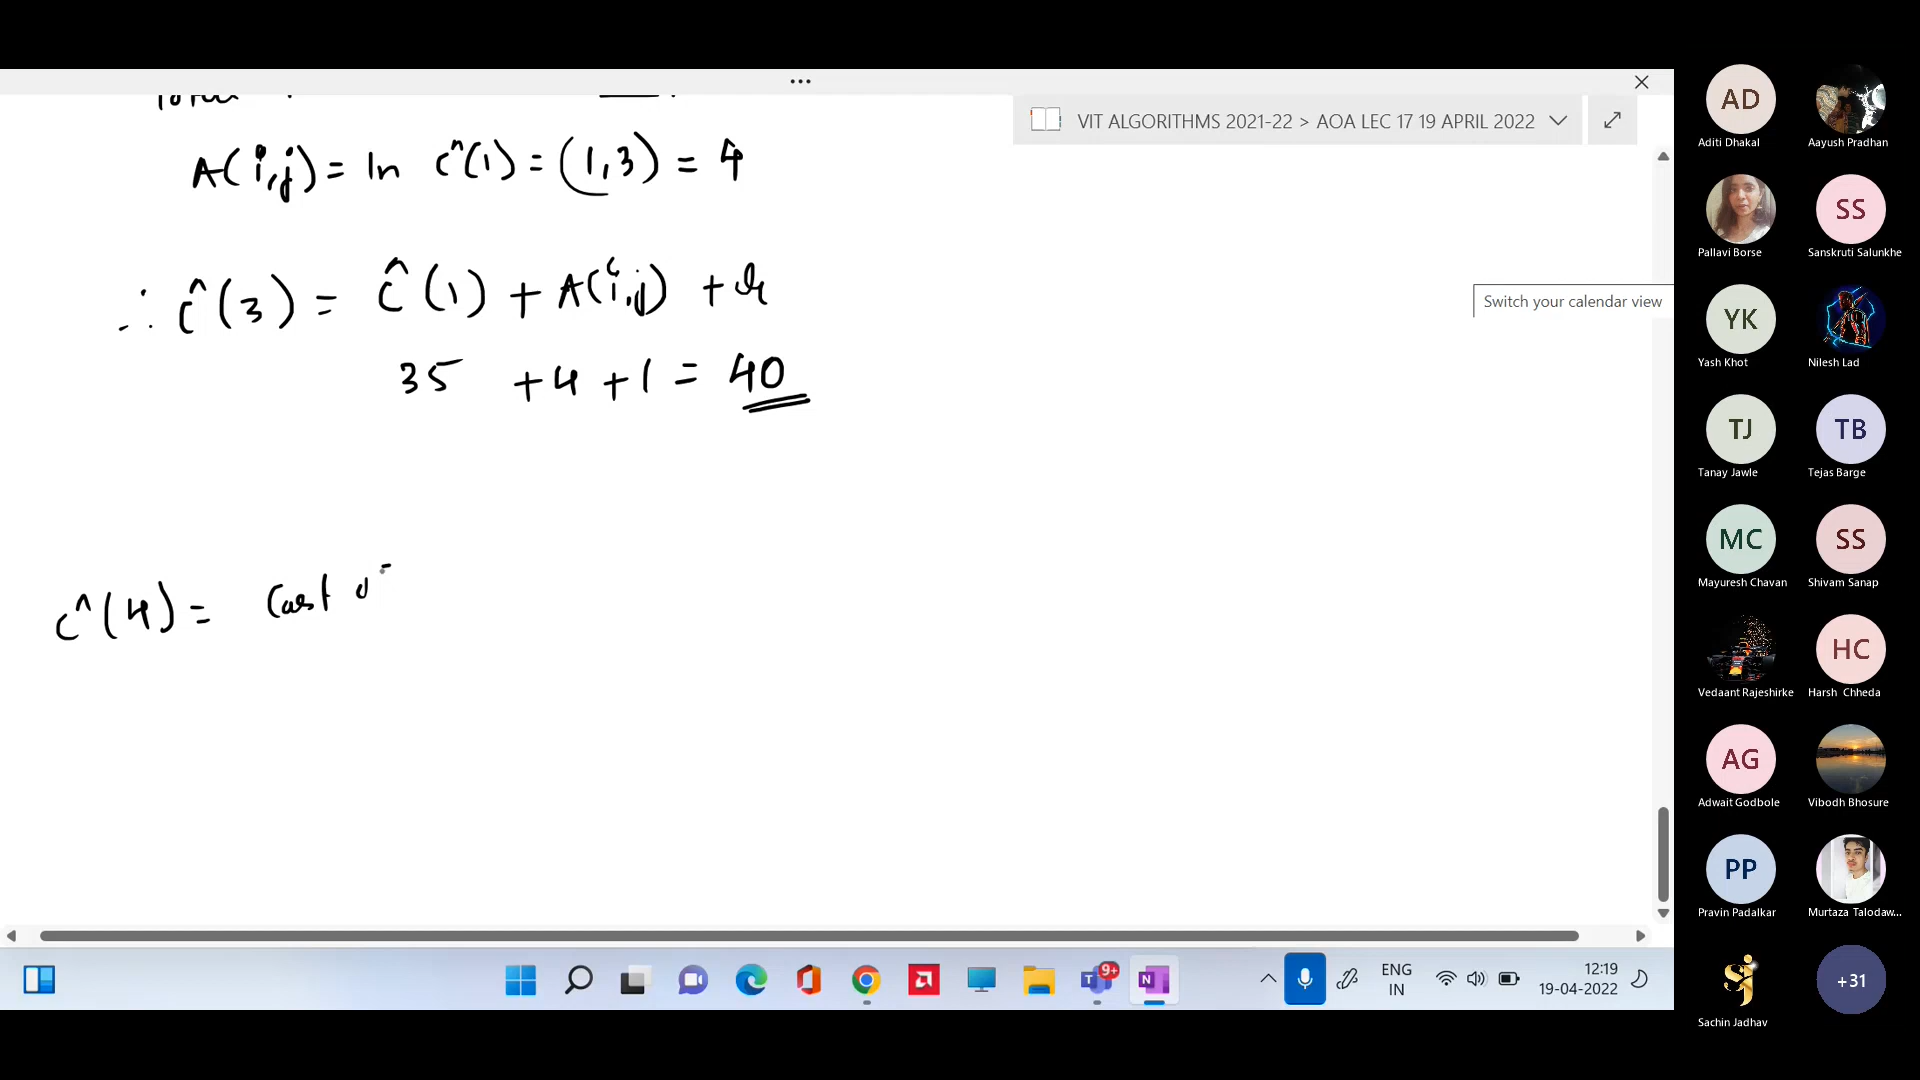 VIT ALGORITHMS 2021-22 > AOA LEC 17 19 APRIL 2022
A(i,j) = In ĉ(1) = (1,3) = 4
∴ ĉ(3) = ĉ(1) + A(i,j) + r
35 + 4 + 1 = 40
ĉ(4) = Cost o
Switch your calendar view
AD
Aditi Dhakal
Aayush Pradhan
Pallavi Borse
SS
Sanskruti Salunkhe
YK
Yash Khot
Nilesh Lad
TJ
Tanay Jawle
TB
Tejas Barge
MC
Mayuresh Chavan
SS
Shivam Sanap
Vedaant Rajeshirke
HC
Harsh Chheda
AG
Adwait Godbole
Vibodh Bhosure
PP
Pravin Padalkar
Murtaza Talodaw...
Sachin Jadhav
+31
9+
N
ENG
IN
12:19
19-04-2022